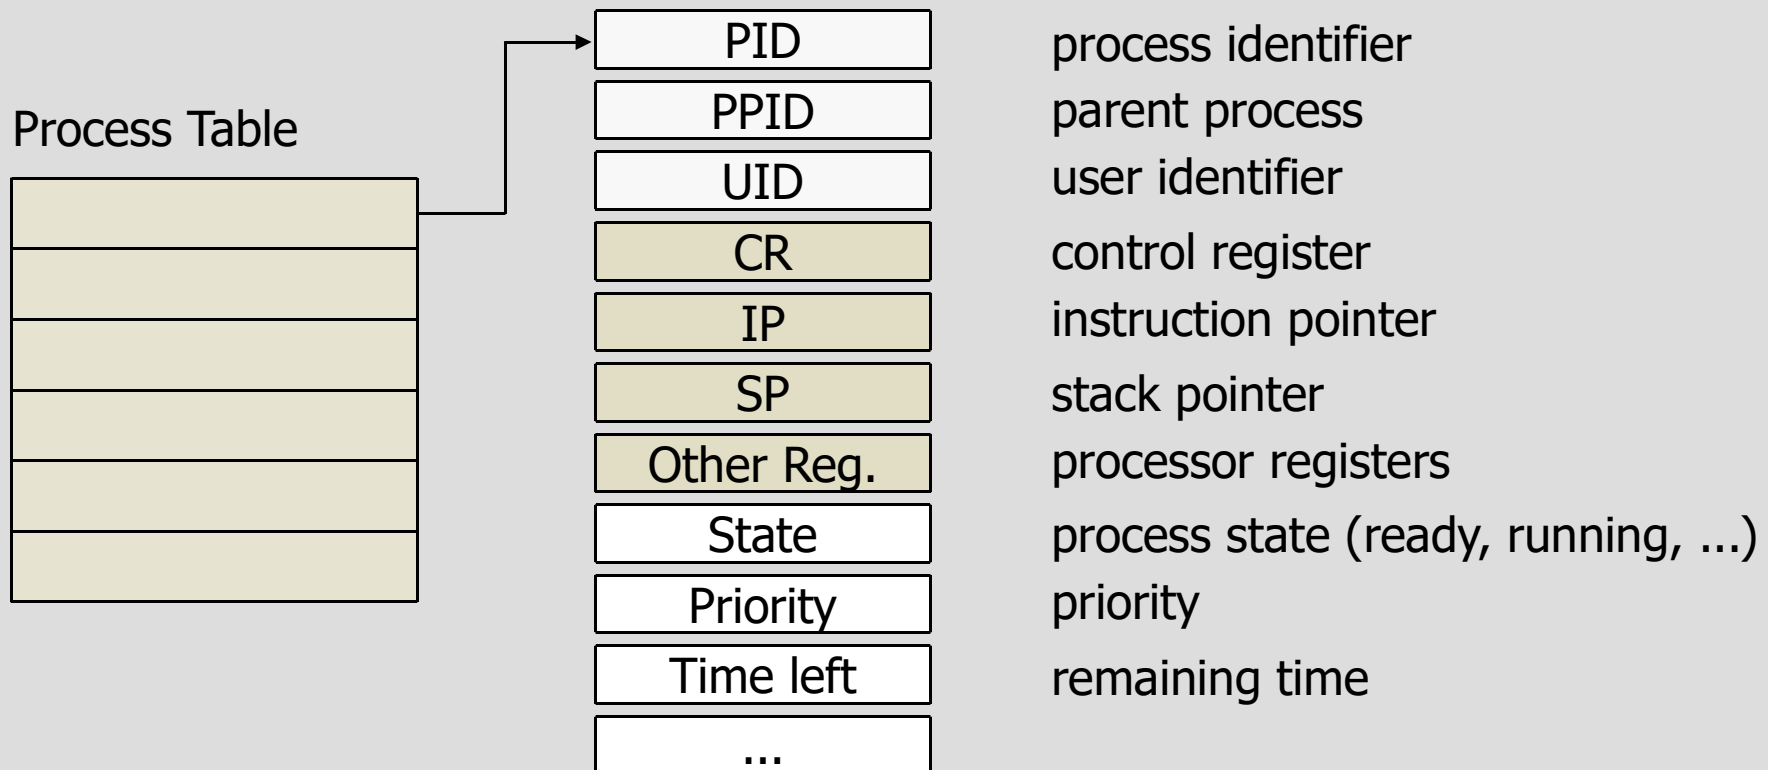 Process Table
PID process identifier
PPID parent process
UID user identifier
CR control register
IP instruction pointer
SP stack pointer
Other Reg. processor registers
State process state (ready, running, ...)
Priority priority
Time left remaining time
...